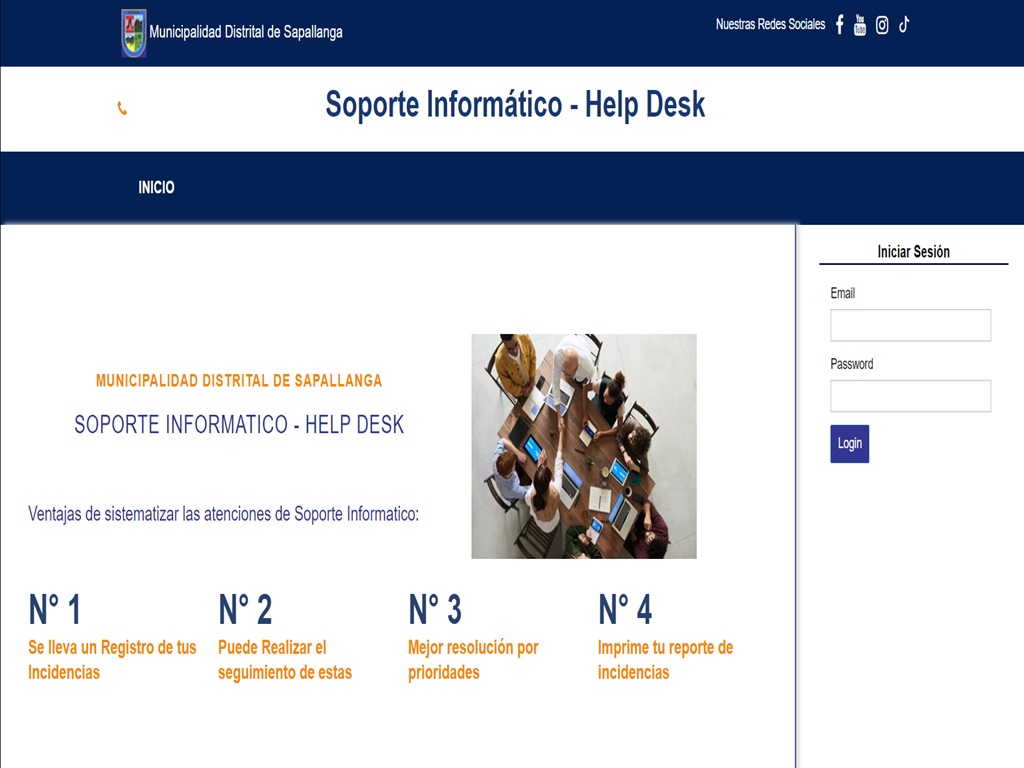 Municipalidad Distrital de Sapallanga
Nuestras Redes Sociales
You
Tube
Soporte Informático - Help Desk
INICIO
MUNICIPALIDAD DISTRITAL DE SAPALLANGA
SOPORTE INFORMATICO - HELP DESK
Ventajas de sistematizar las atenciones de Soporte Informatico:
N° 1
Se lleva un Registro de tus
Incidencias
N° 2
Puede Realizar el
seguimiento de estas
N° 3
Mejor resolución por
prioridades
N° 4
Imprime tu reporte de
incidencias
Iniciar Sesión
Email
Password
Login